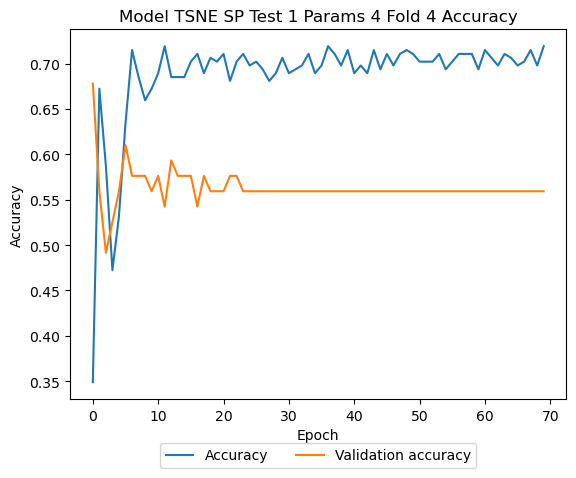 Model TSNE SP Test 1 Params 4 Fold 4 Accuracy
Accuracy
0.70
0.65
0.60
0.55
0.50
0.45
0.40
0.35
0 10 20 30 40 50 60 70
Epoch
Accuracy Validation accuracy